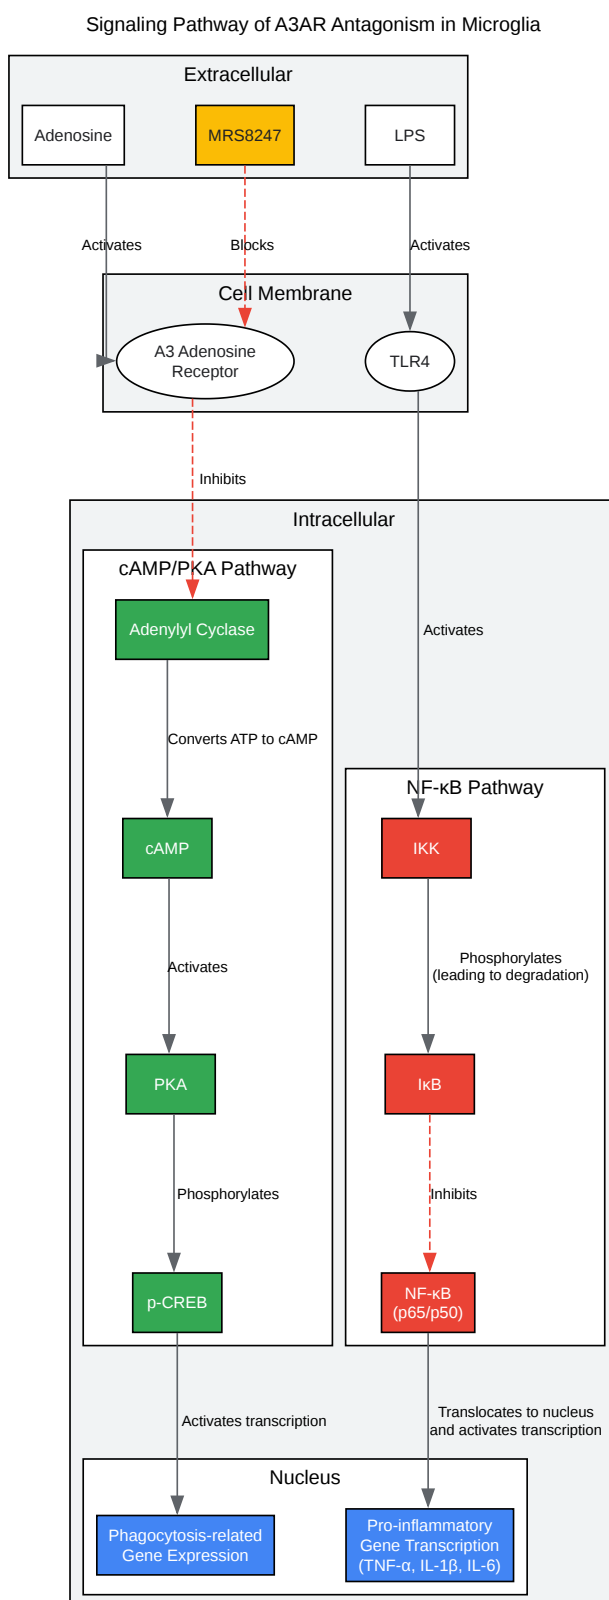 Signaling Pathway of A3AR Antagonism in Microglia
Extracellular
Adenosine
MRS8247
LPS
Activates
Blocks
Activates
Cell Membrane
A3 Adenosine
Receptor
TLR4
Inhibits
Intracellular
cAMP/PKA Pathway
Adenylyl Cyclase
Activates
Converts ATP to cAMP
NF-κB Pathway
cAMP
IKK
Activates
Phosphorylates
(leading to degradation)
PKA
IκB
Phosphorylates
Inhibits
p-CREB
NF-κB
(p65/p50)
Activates transcription
Translocates to nucleus
and activates transcription
Nucleus
Phagocytosis-related
Gene Expression
Pro-inflammatory
Gene Transcription
(TNF-α, IL-1β, IL-6)